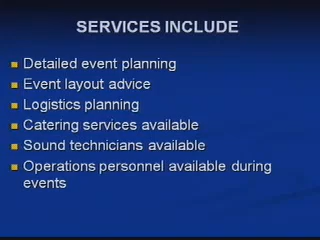 SERVICES INCLUDE
Detailed event planning
Event layout advice
Logistics planning
Catering services available
Sound technicians available
Operations personnel available during
events